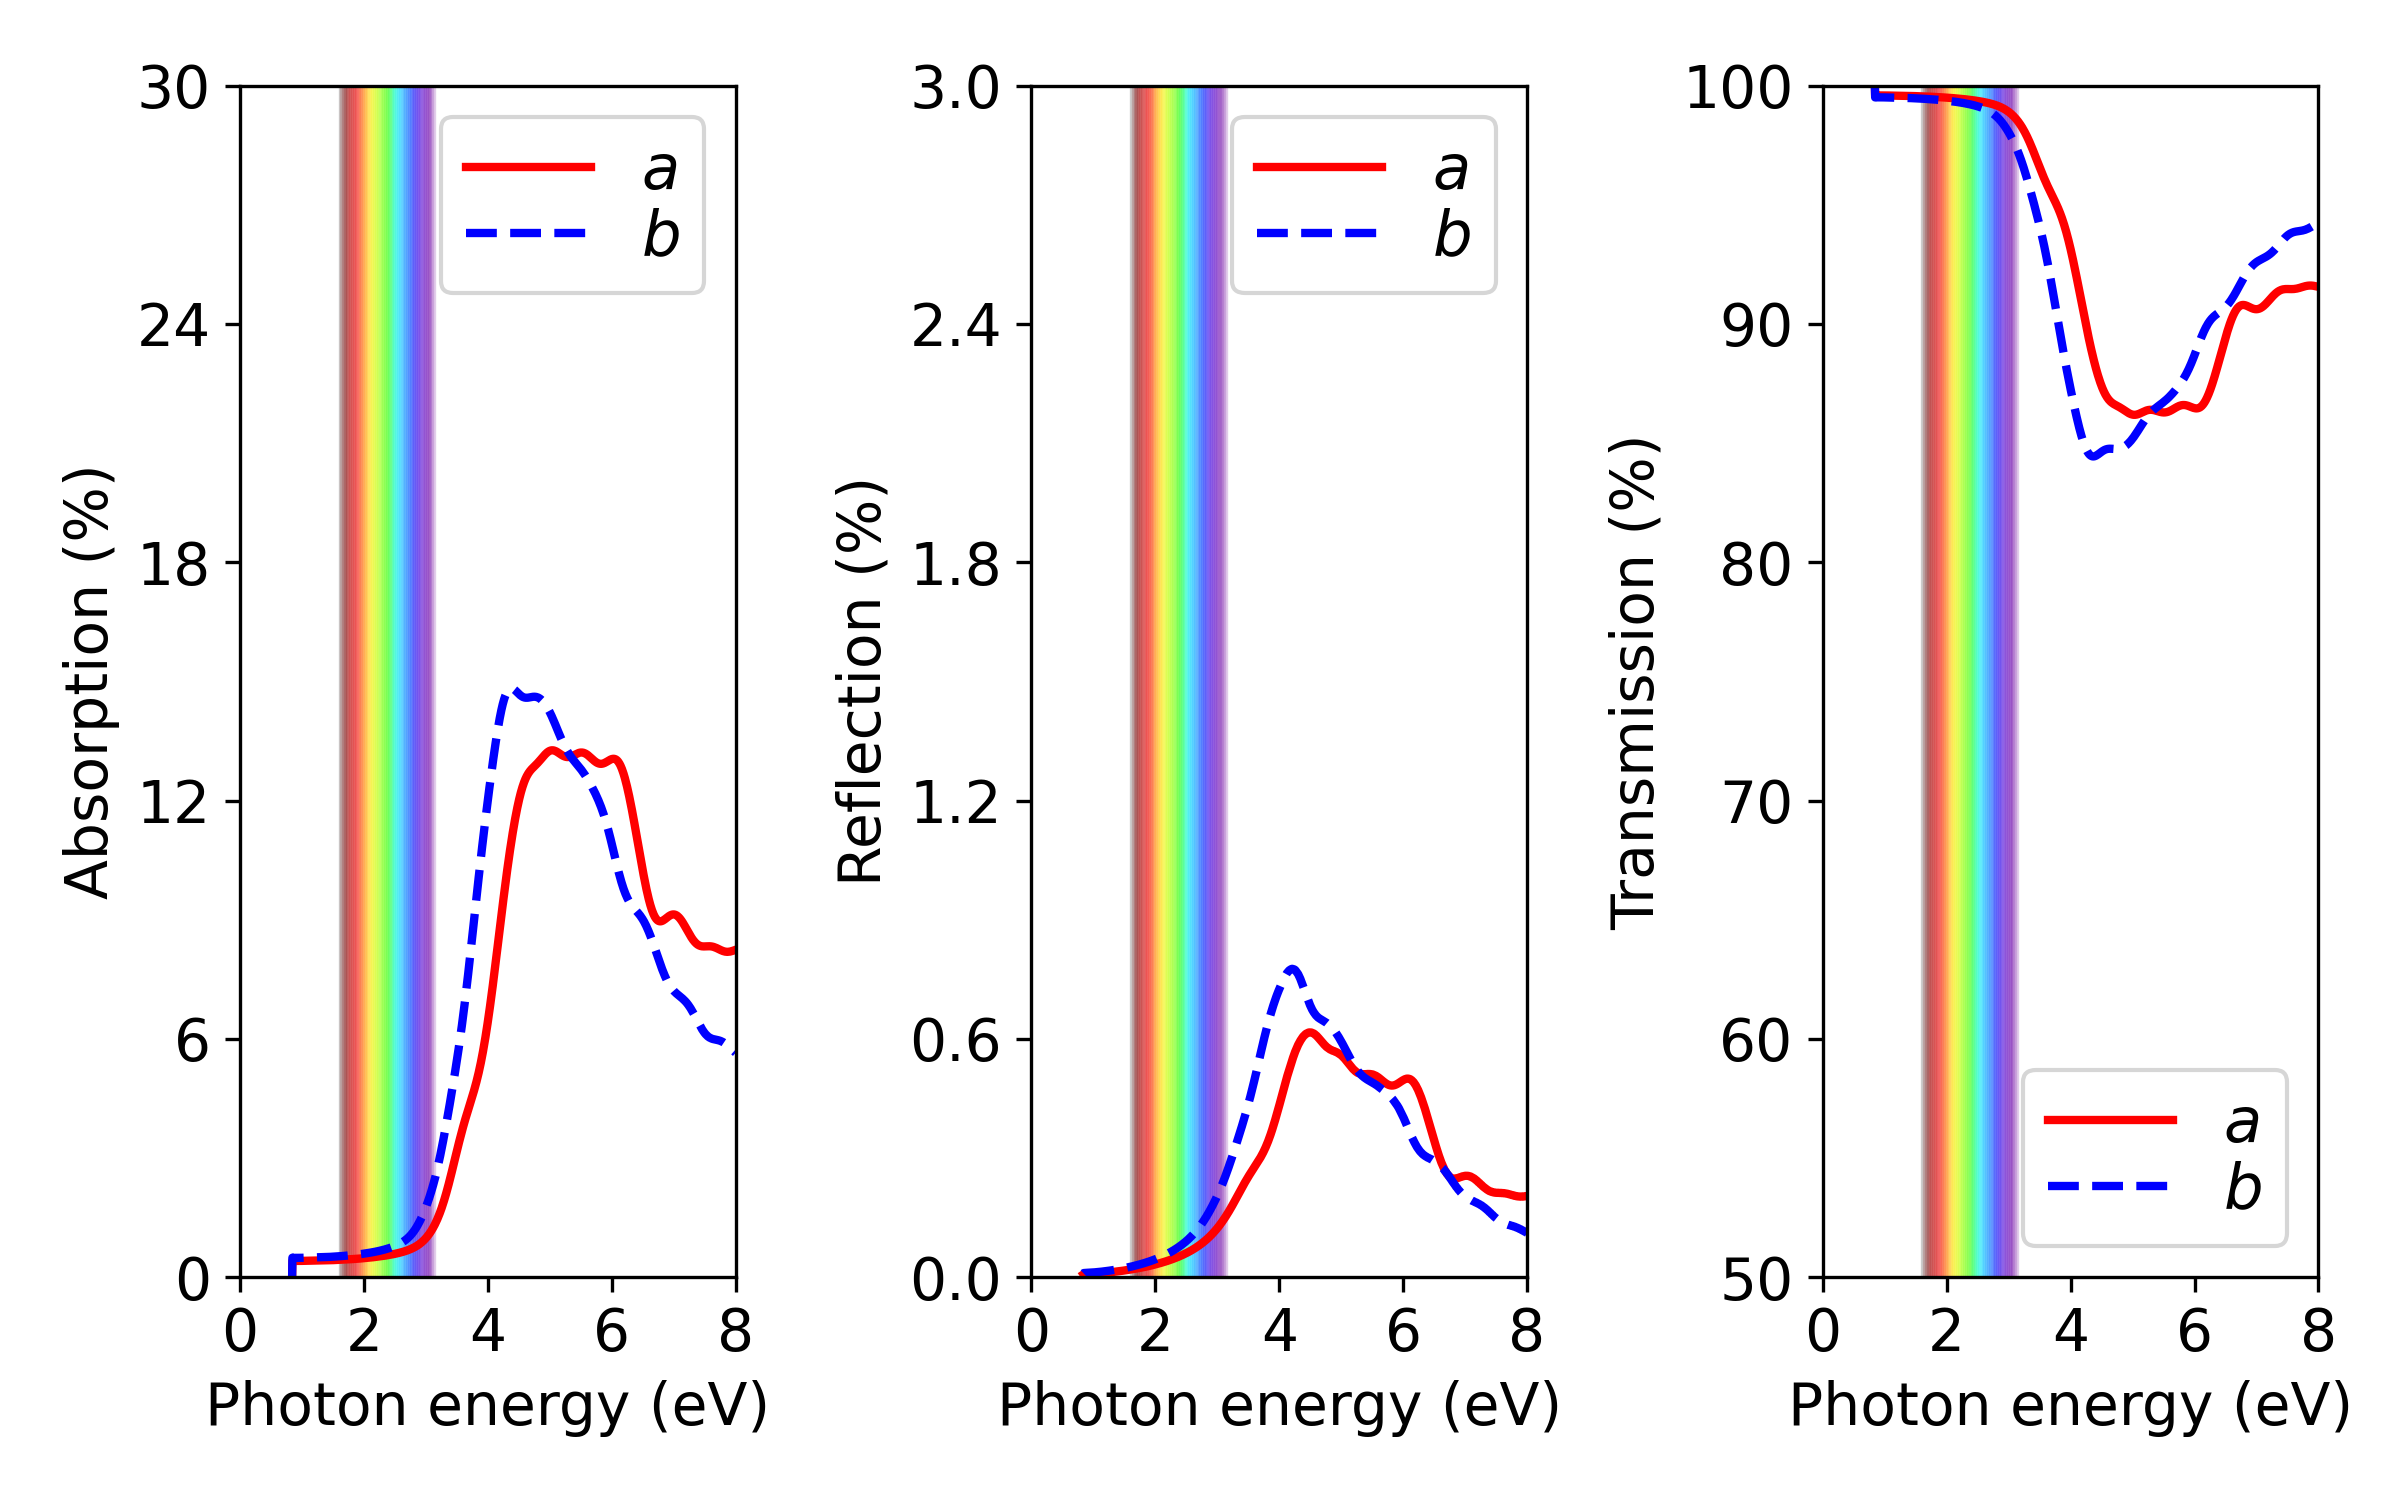 30
24
18
12
6
0
0 2 4 6 8
Absorption (%)
Photon energy (eV)
a
b
3.0
2.4
1.8
1.2
0.6
0.0
0 2 4 6 8
Reflection (%)
Photon energy (eV)
a
b
100
90
80
70
60
50
0 2 4 6 8
Transmission (%)
Photon energy (eV)
a
b